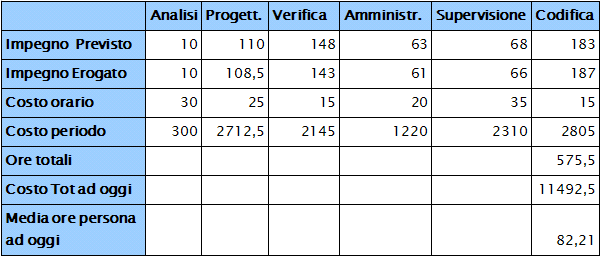 Analisi Progett. Verifica Amministr. Supervisione Codifica
Impegno Previsto 10 110 148 63 68 183
Impegno Erogato 10 108,5 143 61 66 187
Costo orario 30 25 15 20 35 15
Costo periodo 300 2712,5 2145 1220 2310 2805
Ore totali 575,5
Costo Tot ad oggi 11492,5
Media ore persona
ad oggi 82,21